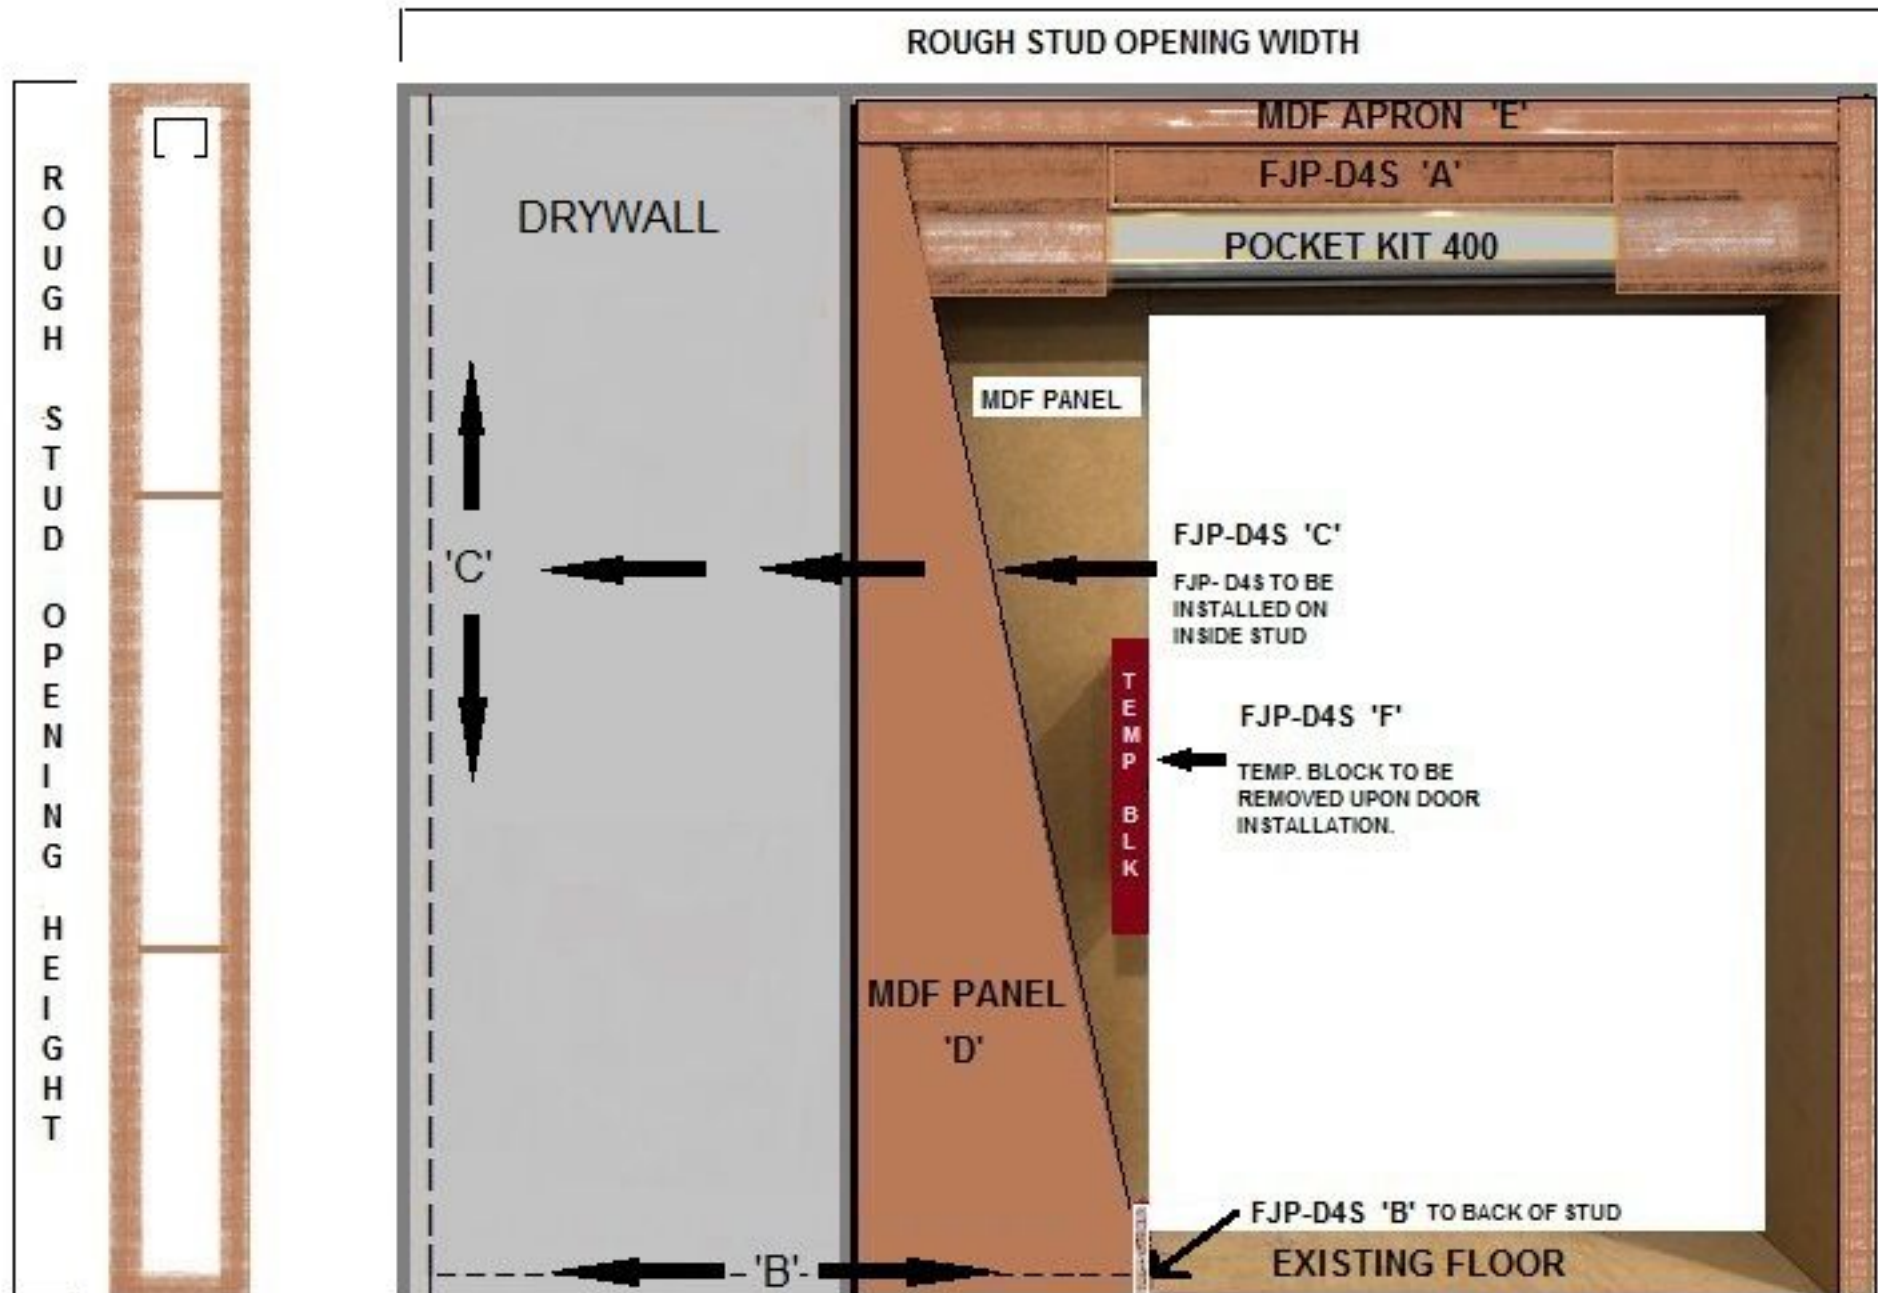 ROUGH STUD OPENING WIDTH
ROUGH STUD OPENING HEIGHT
MDF APRON 'E'
FJP-D4S 'A'
POCKET KIT 400
DRYWALL
MDF PANEL
'C'
FJP-D4S 'C'
FJP- D4S TO BE
INSTALLED ON
INSIDE STUD
TEMP BLK
FJP-D4S 'F'
TEMP. BLOCK TO BE
REMOVED UPON DOOR
INSTALLATION.
MDF PANEL
'D'
FJP-D4S 'B' TO BACK OF STUD
'B'
EXISTING FLOOR